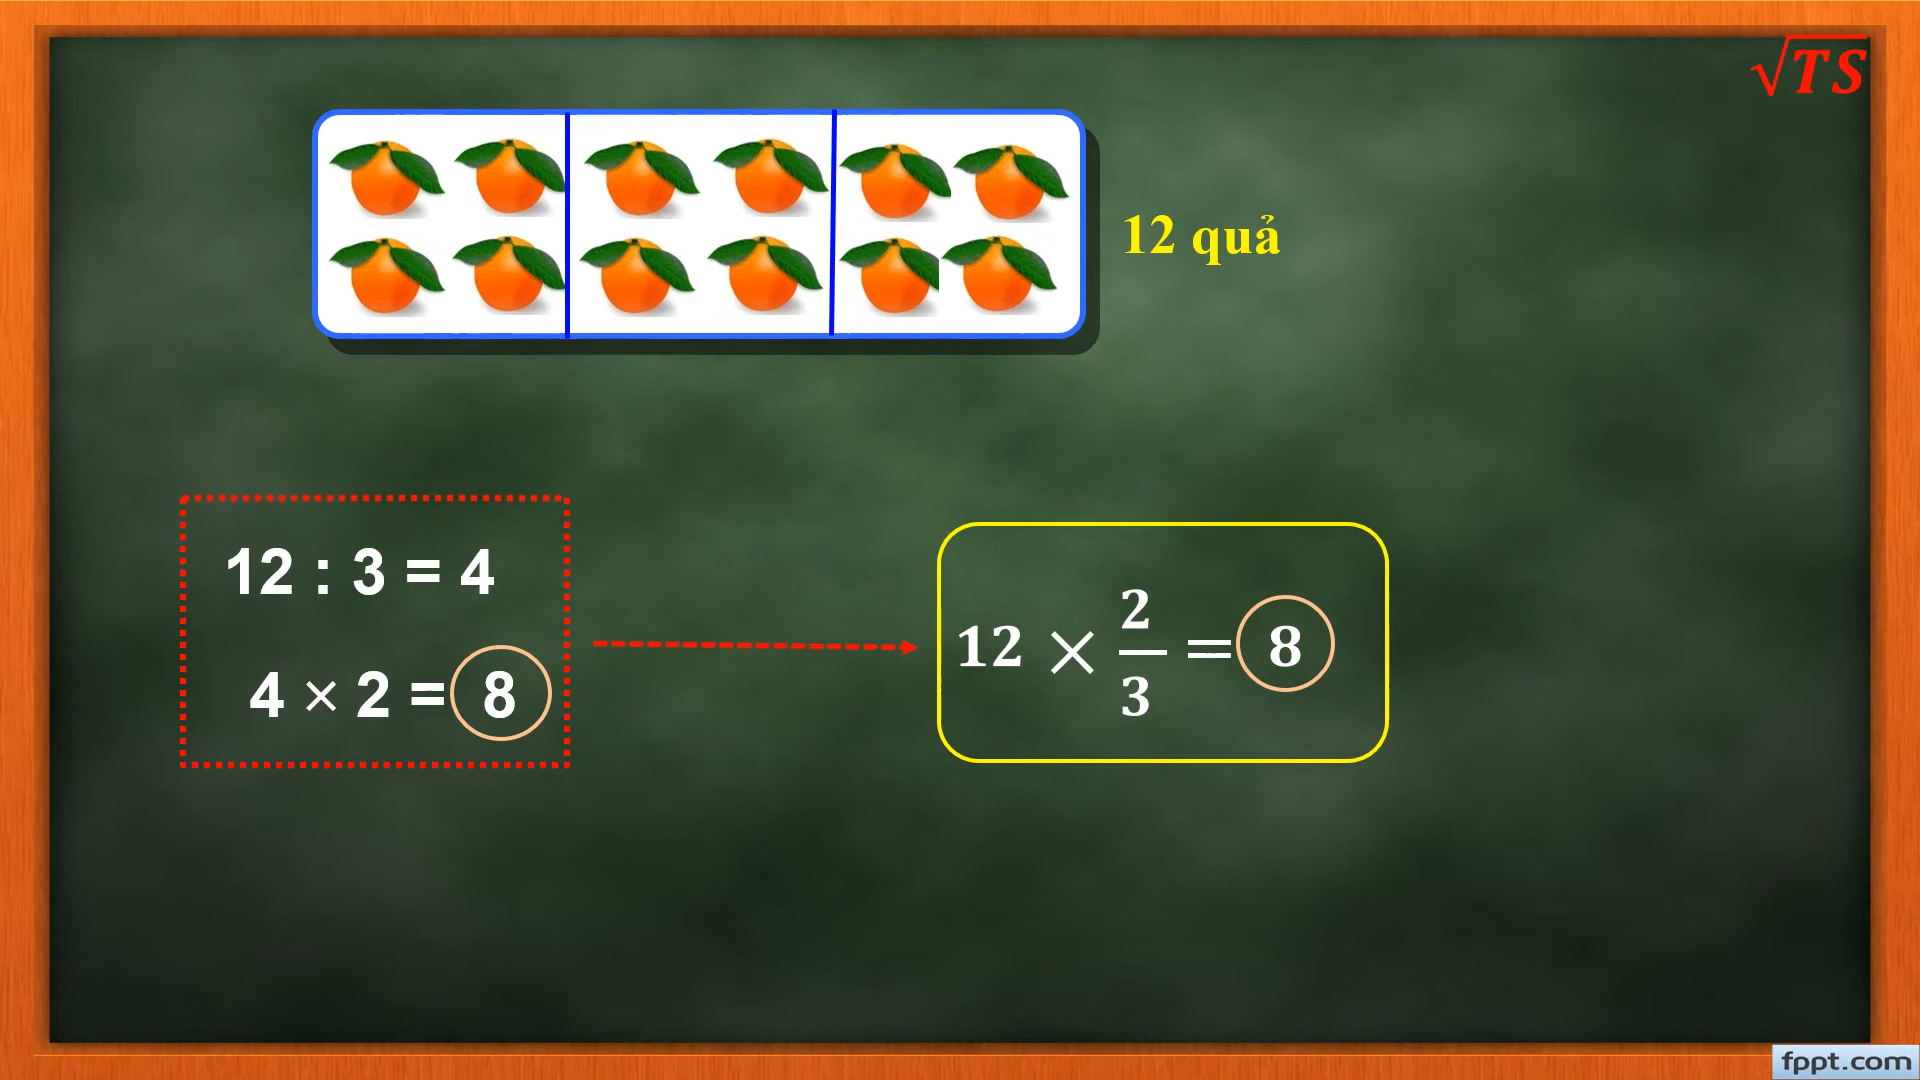 √TS
12 quả
12 : 3 = 4
4 × 2 = 8
12 × 2/3 = 8
fppt.com